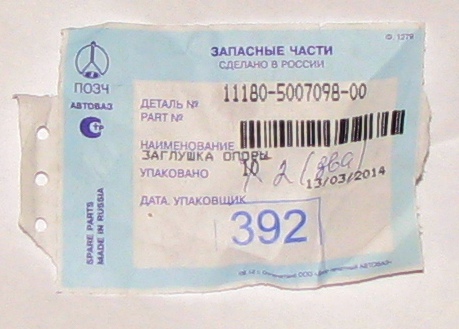 ЗАПАСНЫЕ ЧАСТИ
СДЕЛАНО В РОССИИ
Ф. 1379
ПОЗЧ
АВТОВАЗ
стр
SPARE PARTS
MADE IN RUSSIA
ДЕТАЛЬ № 11180-5007098-00
PART №
НАИМЕНОВАНИЕ
ЗАГЛУШКА ОПОРЫ
УПАКОВАНО 10 2 (два)
13/03/2014
ДАТА. УПАКОВЩИК
392